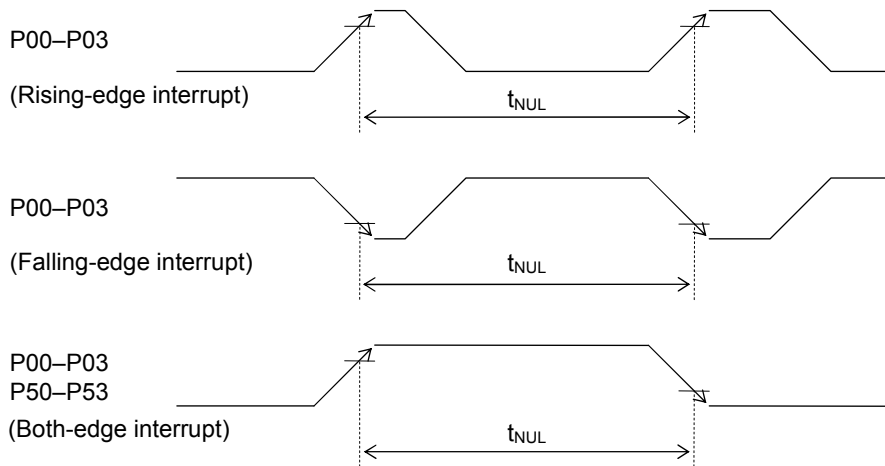 P00–P03
(Rising-edge interrupt)
tNUL
P00–P03
(Falling-edge interrupt)
tNUL
P00–P03
P50–P53
(Both-edge interrupt)
tNUL